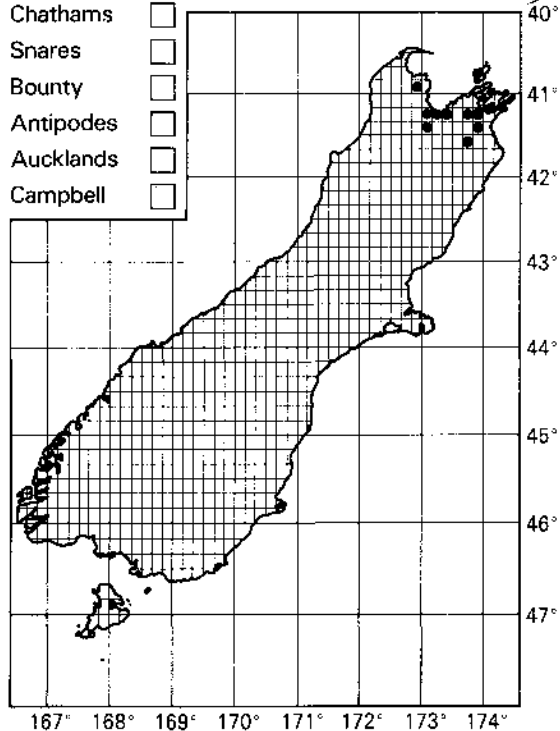 Chathams
Snares
Bounty
Antipodes
Aucklands
Campbell
40°
41°
42°
43°
44°
45°
46°
47°
167° 168° 169° 170° 171° 172° 173° 174°